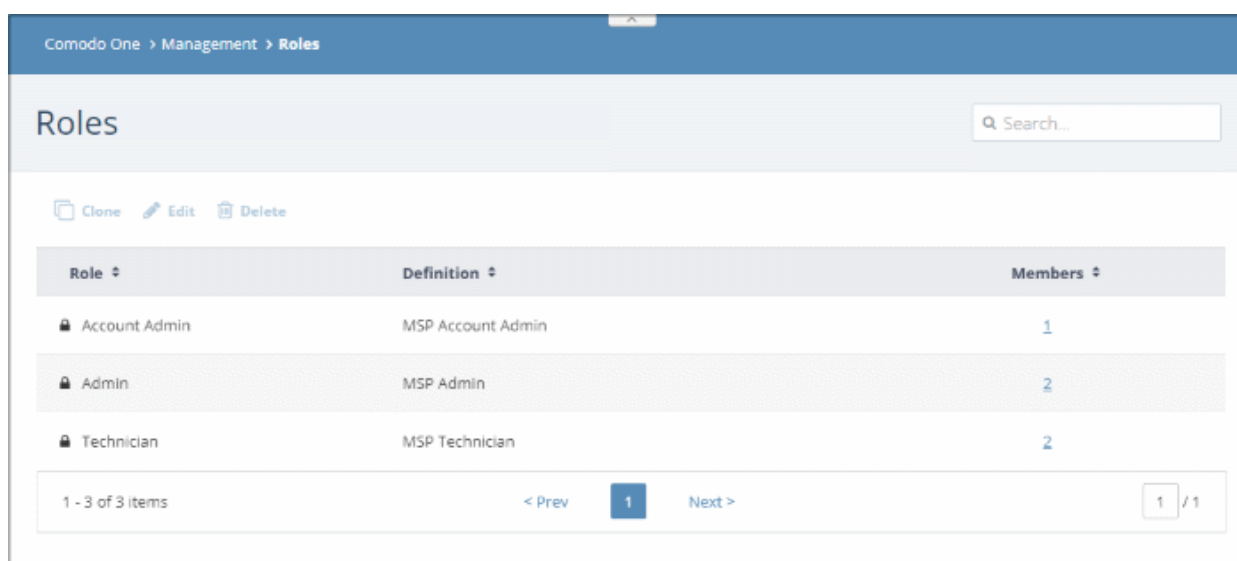 Comodo One > Management > Roles
Roles
Search...
Clone Edit Delete
Role Definition Members
Account Admin MSP Account Admin 1
Admin MSP Admin 2
Technician MSP Technician 2
1 - 3 of 3 items < Prev 1 Next > 1 / 1